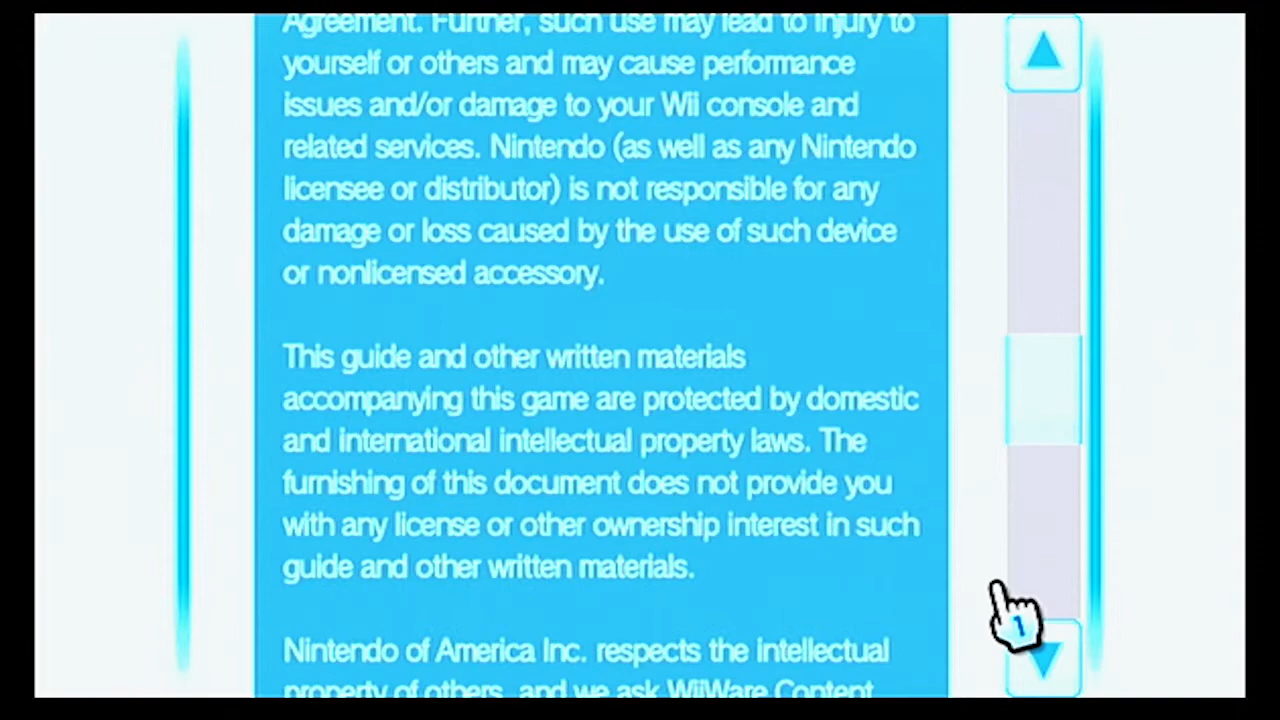 Agreement. Further, such use may lead to injury to
yourself or others and may cause performance
issues and/or damage to your Wii console and
related services. Nintendo (as well as any Nintendo
licensee or distributor) is not responsible for any
damage or loss caused by the use of such device
or nonlicensed accessory.
This guide and other written materials
accompanying this game are protected by domestic
and international intellectual property laws. The
furnishing of this document does not provide you
with any license or other ownership interest in such
guide and other written materials.
Nintendo of America Inc. respects the intellectual
property of others, and we ask WiiWare Content
1